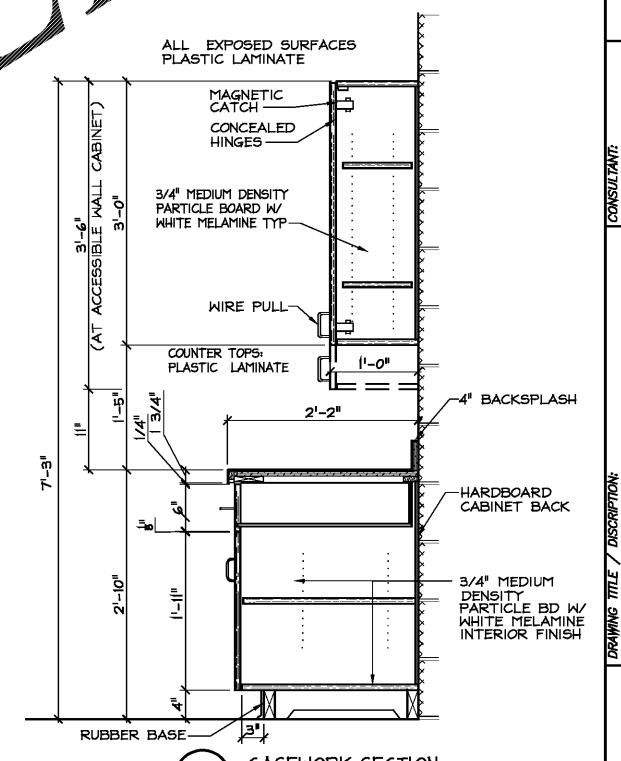 ALL EXPOSED SURFACES
PLASTIC LAMINATE
MAGNETIC
CATCH
CONCEALED
HINGES
3'-6"
(AT ACCESSIBLE WALL CABINET)
3'-0"
3/4" MEDIUM DENSITY
PARTICLE BOARD W/
WHITE MELAMINE TYP
WIRE PULL
COUNTER TOPS:
PLASTIC LAMINATE
1'-0"
11"
1'-5"
1/4"
1 3/4"
2'-2"
4" BACKSPLASH
7'-3"
6"
HARDBOARD
CABINET BACK
2'-10"
1'-11"
3/4" MEDIUM
DENSITY
PARTICLE BD W/
WHITE MELAMINE
INTERIOR FINISH
4"
RUBBER BASE
3"
CASEWORK SECTION
CONSULTANT:
DRAWING TITLE / DISCRIPTION: